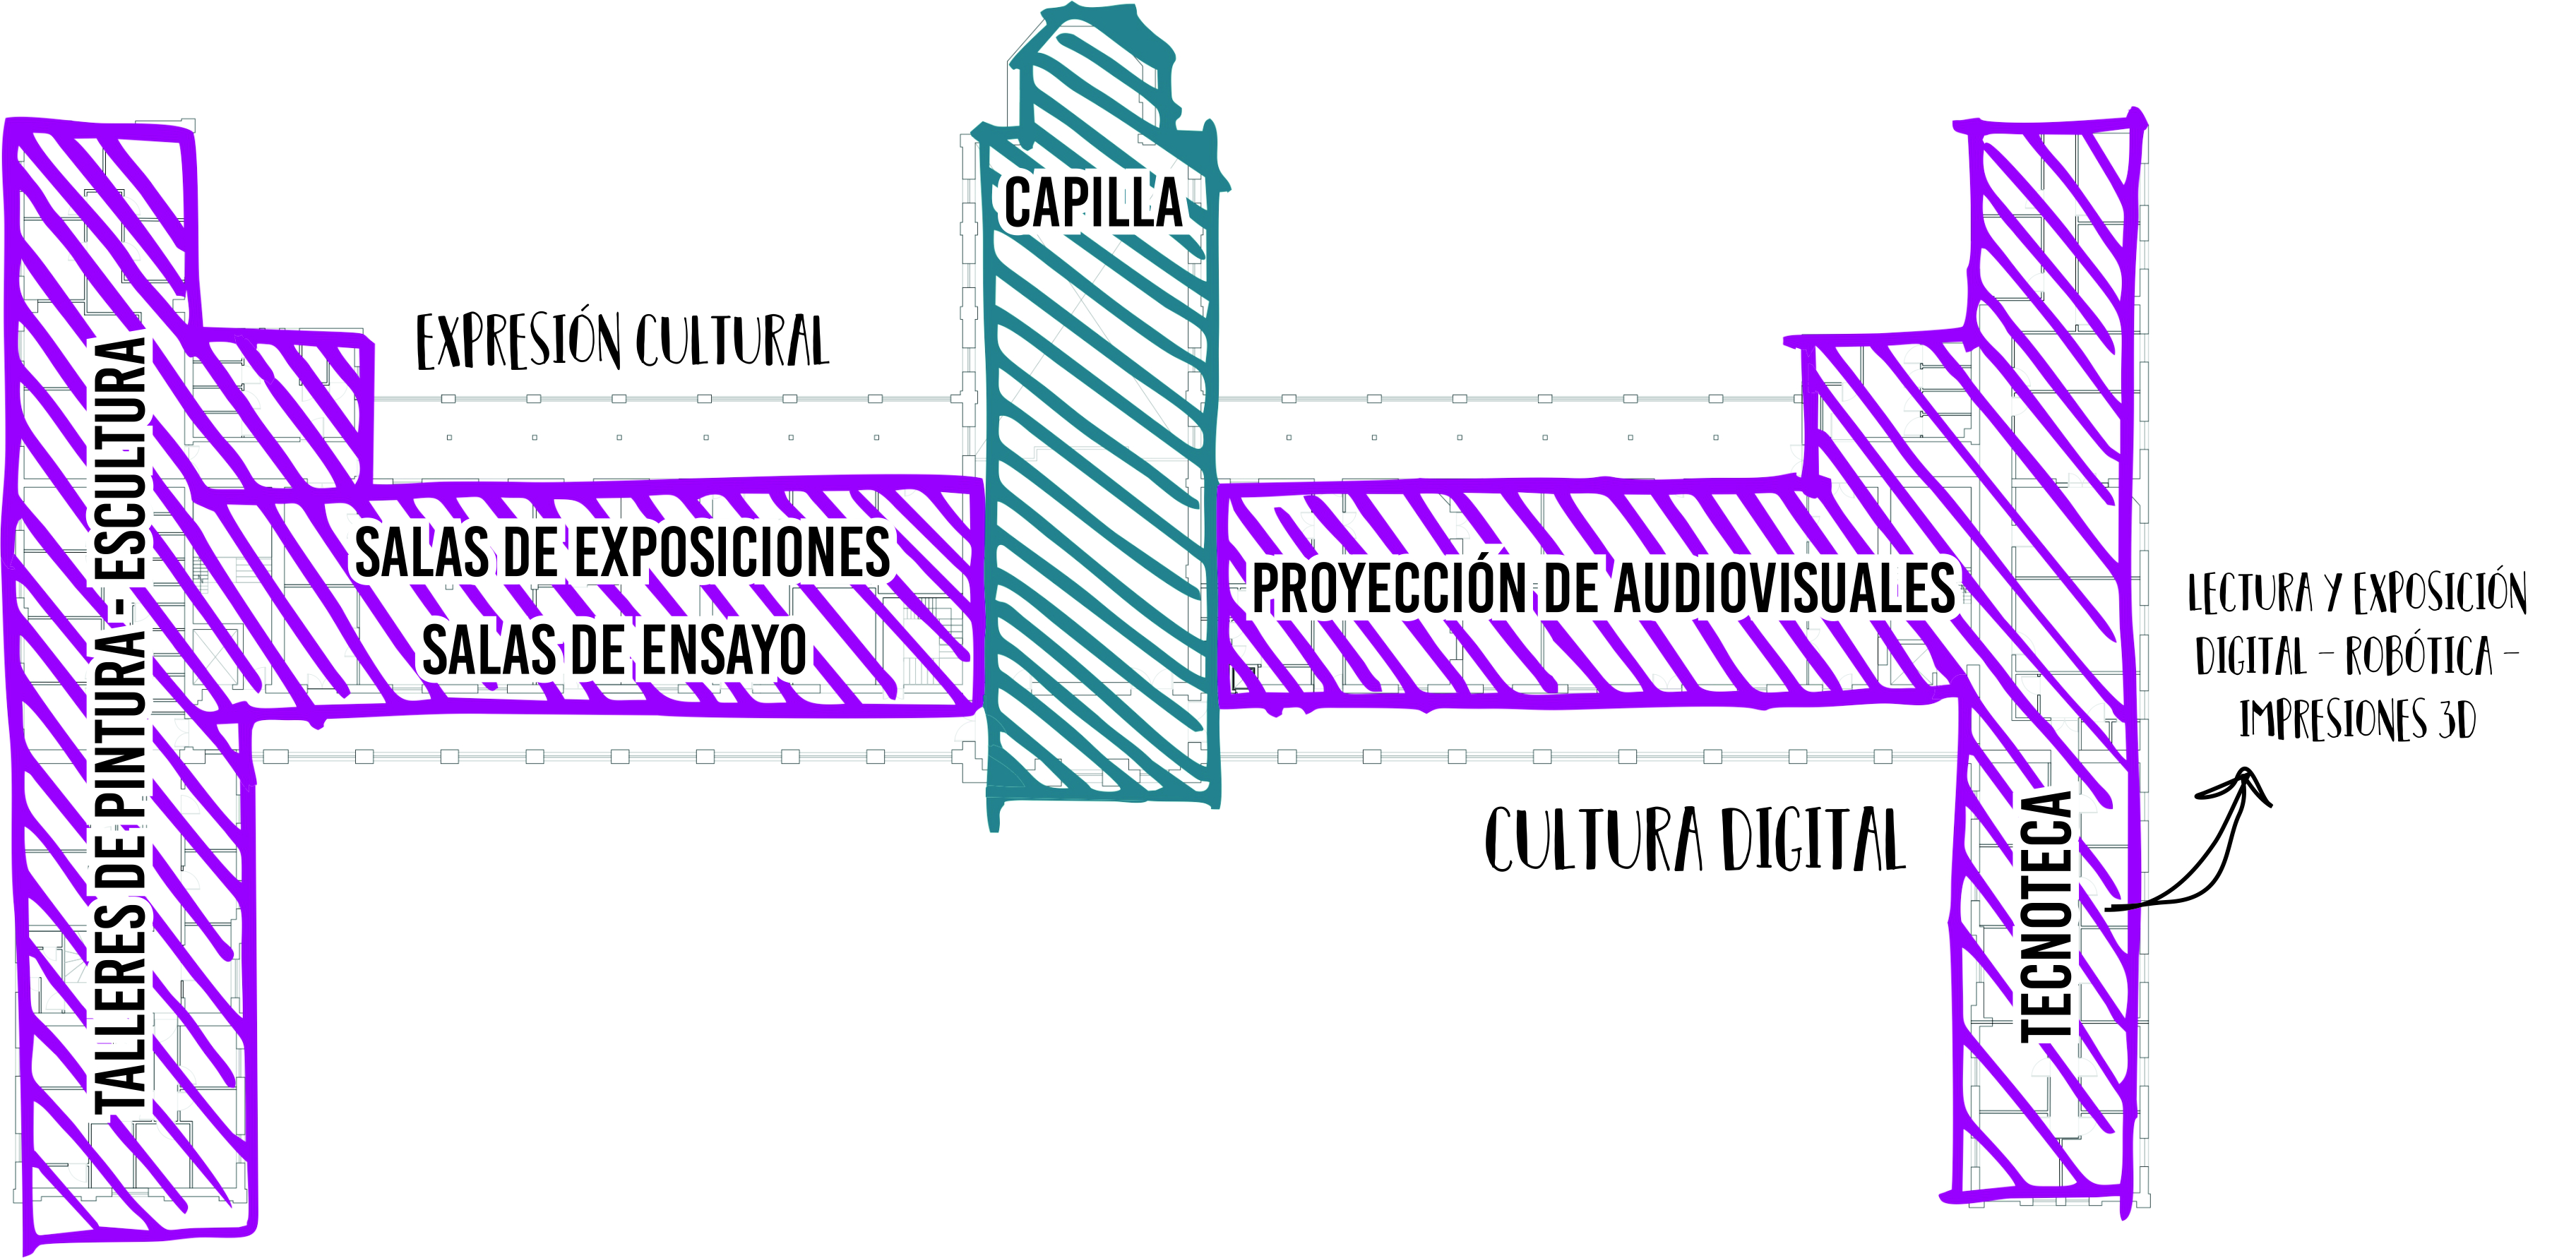 CAPILLA
EXPRESIÓN CULTURAL
TALLERES DE PINTURA - ESCULTURA
SALAS DE EXPOSICIONES
SALAS DE ENSAYO
PROYECCIÓN DE AUDIOVISUALES
LECTURA Y EXPOSICIÓN
DIGITAL - ROBÓTICA -
IMPRESIONES 3D
CULTURA DIGITAL
TECNOTECA